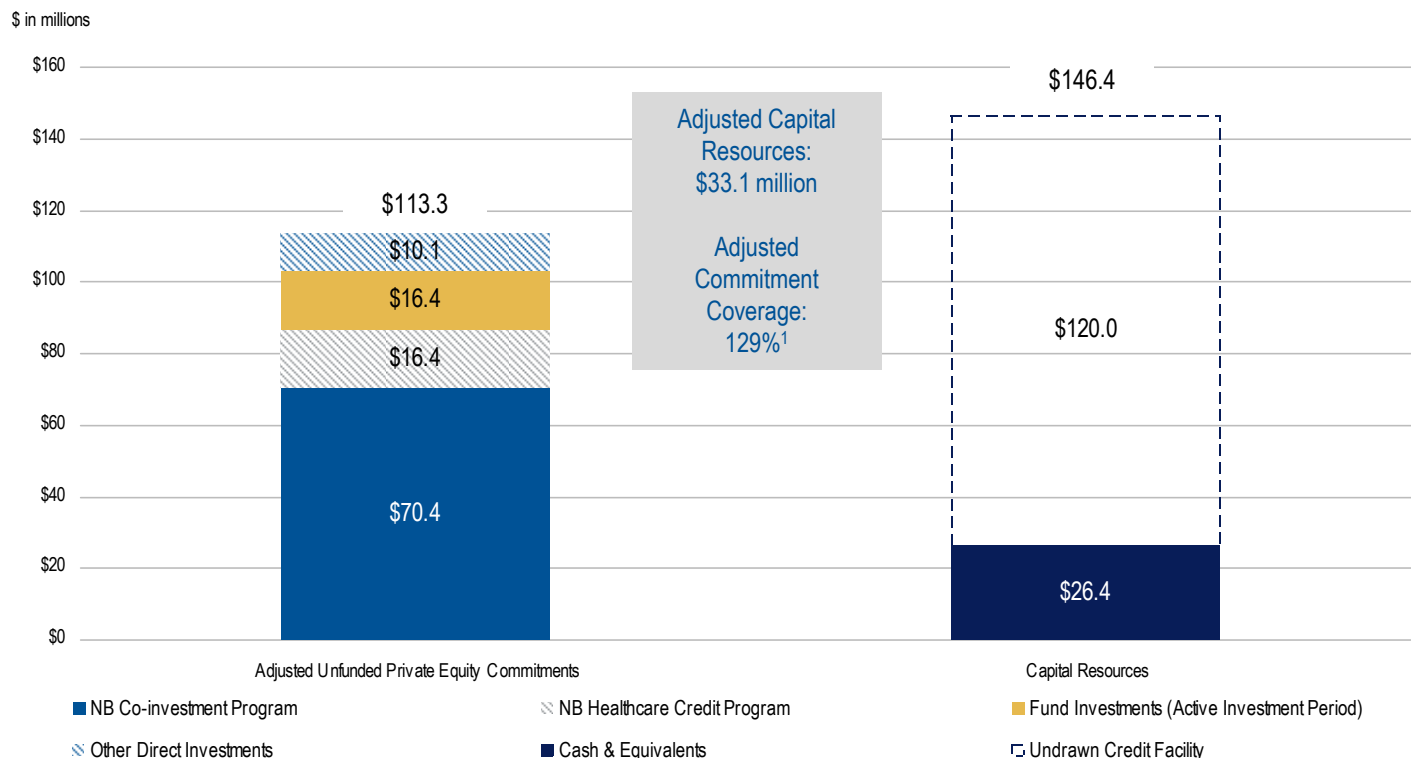 $ in millions
$160
$140
$120
$100
$80
$60
$40
$20
$0
$113.3
$10.1
$16.4
$16.4
$70.4
Adjusted Capital
Resources:
$33.1 million
Adjusted
Commitment
Coverage:
129%¹
$146.4
$120.0
$26.4
Adjusted Unfunded Private Equity Commitments
Capital Resources
NB Co-investment Program
NB Healthcare Credit Program
Fund Investments (Active Investment Period)
Other Direct Investments
Cash & Equivalents
Undrawn Credit Facility